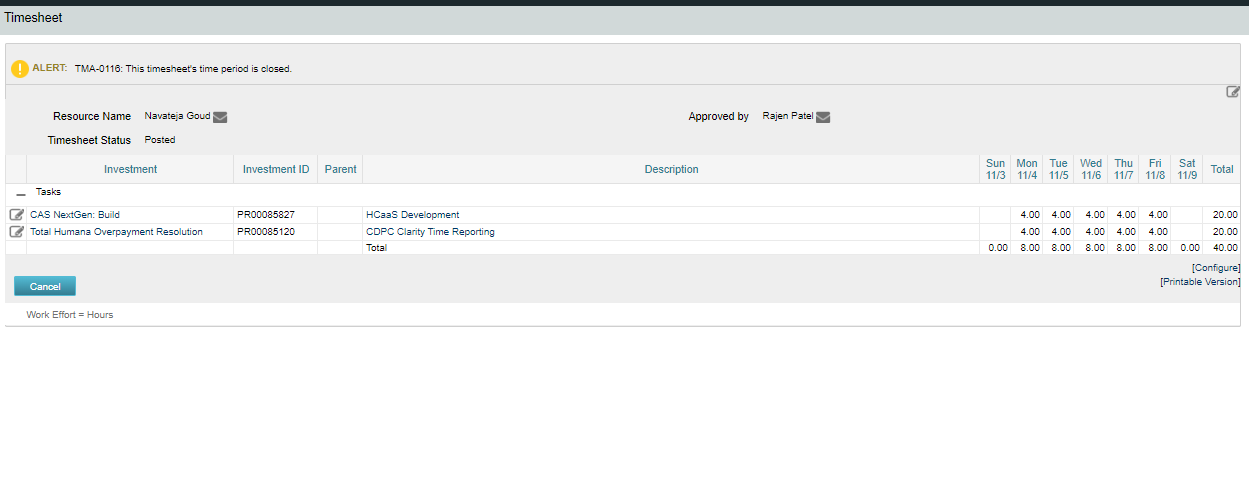 Timesheet
ALERT: TMA-0116: This timesheet's time period is closed.
Resource Name Navateja Goud Approved by Rajen Patel
Timesheet Status Posted
Investment Investment ID Parent Description Sun 11/3 Mon 11/4 Tue 11/5 Wed 11/6 Thu 11/7 Fri 11/8 Sat 11/9 Total
Tasks
CAS NextGen: Build PR00085827 HCaaS Development 4.00 4.00 4.00 4.00 4.00 20.00
Total Humana Overpayment Resolution PR00085120 CDPC Clarity Time Reporting 4.00 4.00 4.00 4.00 4.00 20.00
Total 0.00 8.00 8.00 8.00 8.00 8.00 0.00 40.00
[Configure]
Cancel [Printable Version]
Work Effort = Hours